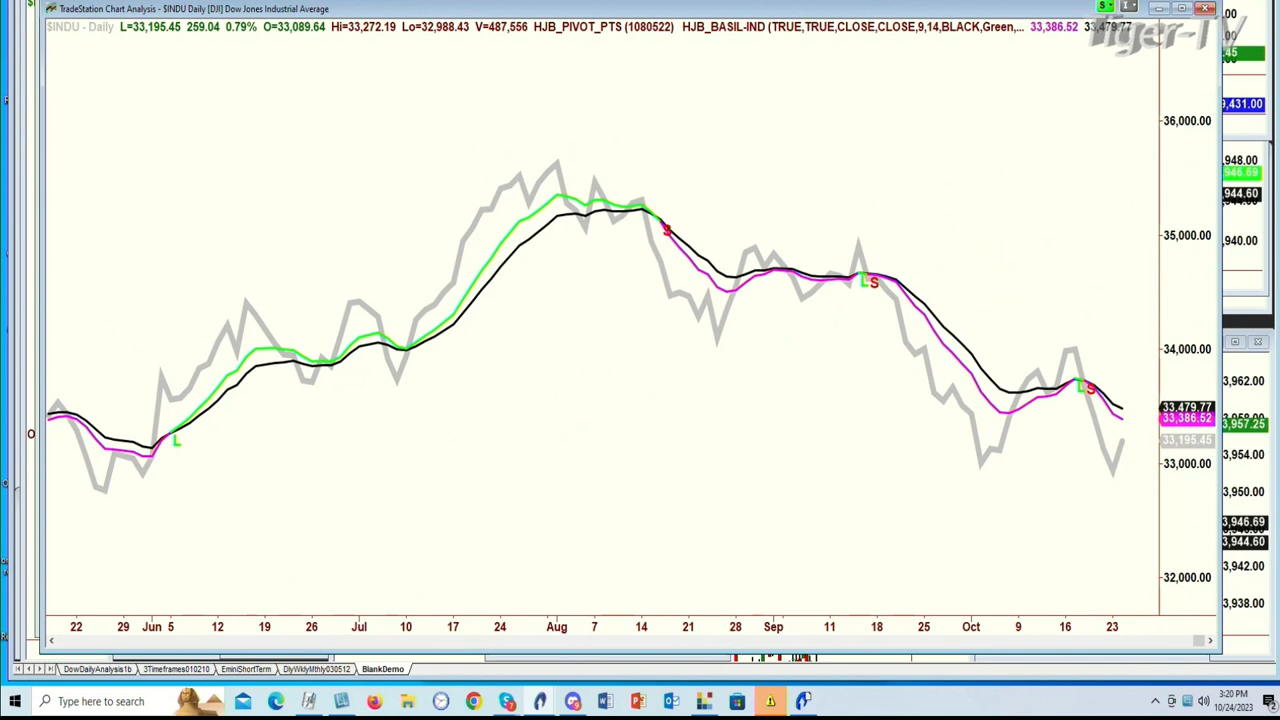 TradeStation Chart Analysis - $INDU Daily [DJI] Dow Jones Industrial Average
$INDU - Daily L=33,195.45 259.04 0.79% O=33,089.64 Hi=33,272.19 Lo=32,988.43 V=487,556 HJB_PIVOT_PTS (1080522) HJB_BASIL-IND (TRUE,TRUE,CLOSE,CLOSE,9,14,BLACK,Green,... 33,386.52 33,479.77
Tiger-TV
36,000.00
35,000.00
34,000.00
33,479.77
33,386.52
33,195.45
33,000.00
32,000.00
L
S
L S
L S
O
22 29 Jun 5 12 19 26 Jul 10 17 24 Aug 7 14 21 28 Sep 11 18 25 Oct 9 16 23
9,431.00
3,948.00
946.69
3,944.60
3,940.00
3,962.00
3,957.25
3,954.00
3,950.00
3,946.69
3,944.60
3,942.00
3,938.00
DowDailyAnalysis1b 3Timeframes010210 EminiShortTerm DlyWklyMthly030512 BlankDemo
Type here to search
3:20 PM
10/24/2023